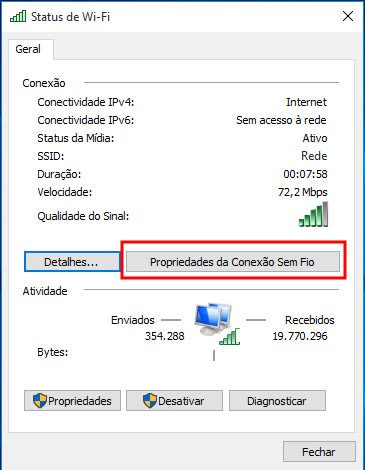 Status de Wi-Fi
Geral
Conexão
Conectividade IPv4: Internet
Conectividade IPv6: Sem acesso à rede
Status da Mídia: Ativo
SSID: Rede
Duração: 00:07:58
Velocidade: 72,2 Mbps
Qualidade do Sinal:
Detalhes... Propriedades da Conexão Sem Fio
Atividade
Enviados Recebidos
Bytes: 354.288 19.770.296
Propriedades Desativar Diagnosticar
Fechar